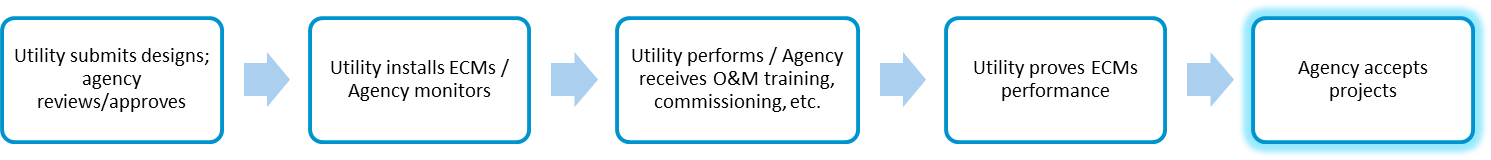 Utility submits designs;
agency
reviews/approves
Utility installs ECMs /
Agency monitors
Utility performs / Agency
receives O&M training,
commissioning, etc.
Utility proves ECMs
performance
Agency accepts
projects